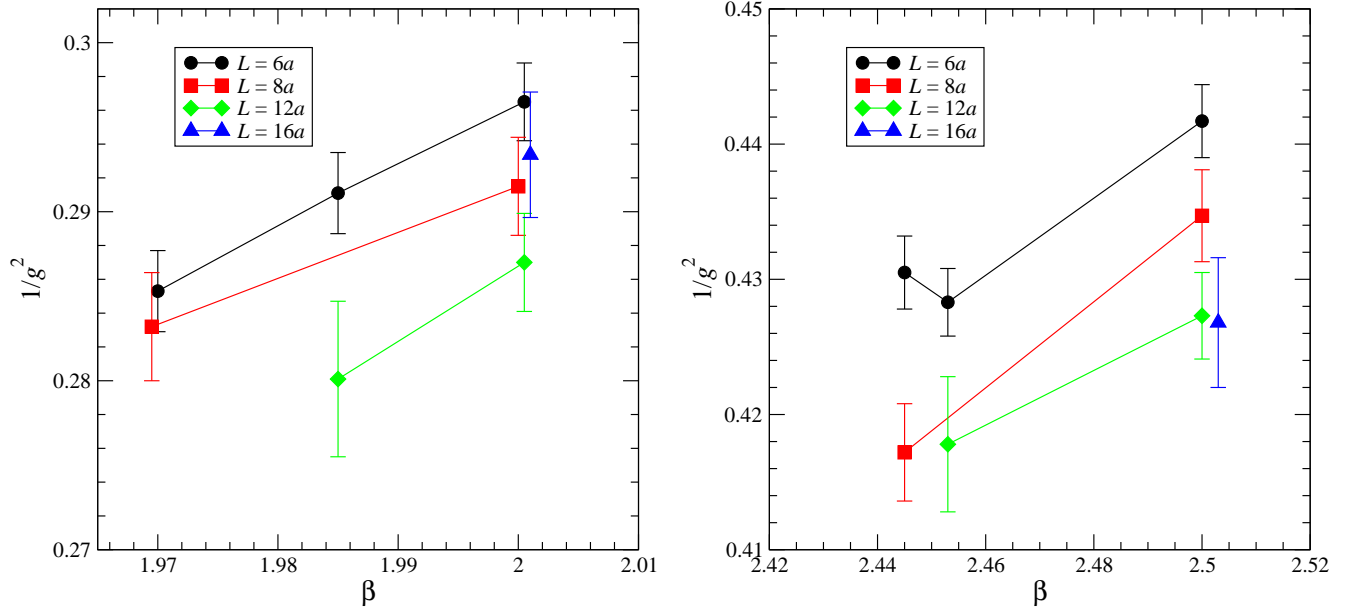 0.3
0.29
0.28
0.27
1/g²
1.97
1.98
1.99
2
2.01
β
L = 6a
L = 8a
L = 12a
L = 16a
0.45
0.44
0.43
0.42
0.41
1/g²
2.42
2.44
2.46
2.48
2.5
2.52
β
L = 6a
L = 8a
L = 12a
L = 16a